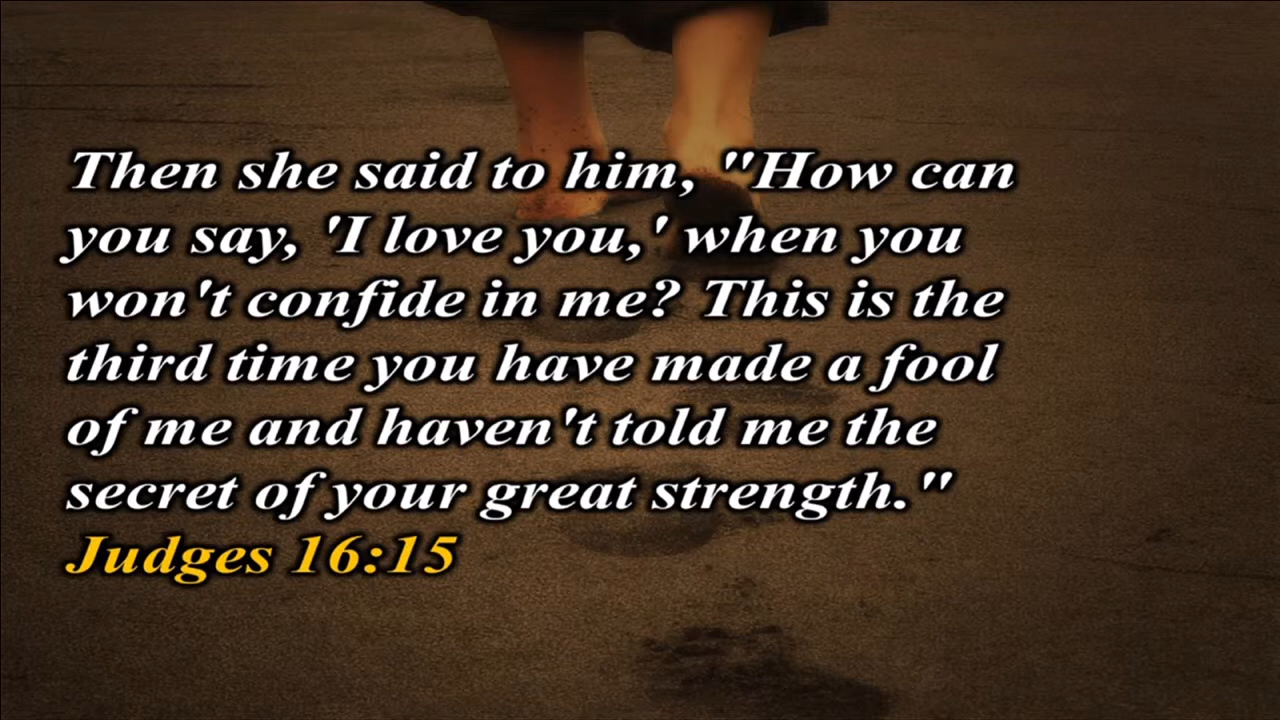 Then she said to him, "How can
you say, 'I love you,' when you
won't confide in me? This is the
third time you have made a fool
of me and haven't told me the
secret of your great strength."
Judges 16:15